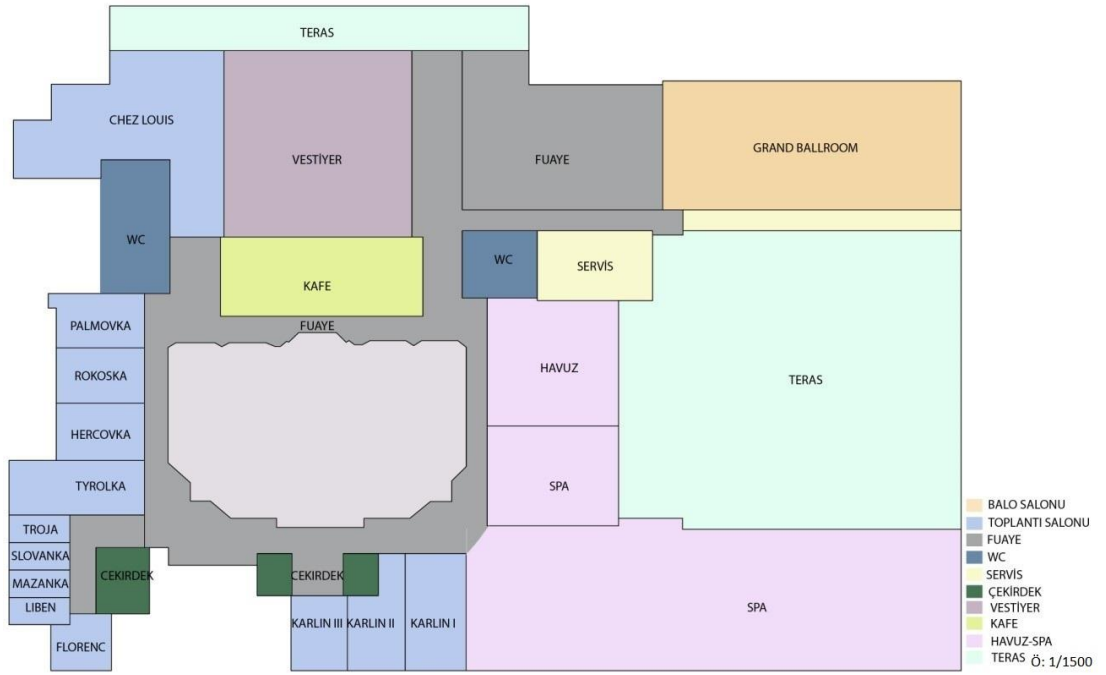 TERAS
CHEZ LOUIS
VESTİYER
FUAYE
GRAND BALLROOM
WC
WC
SERVİS
KAFE
FUAYE
PALMOVKA
ROKOSKA
HERCOVKA
TYROLKA
HAVUZ
TERAS
SPA
TROJA
SLOVANKA
MAZANKA
LIBEN
FLORENC
ÇEKIRDEK
ÇEKIRDEK
KARLIN III
KARLIN II
KARLIN I
SPA
BALO SALONU
TOPLANTI SALONU
FUAYE
WC
SERVİS
ÇEKİRDEK
VESTİYER
KAFE
HAVUZ-SPA
TERAS Ö: 1/1500